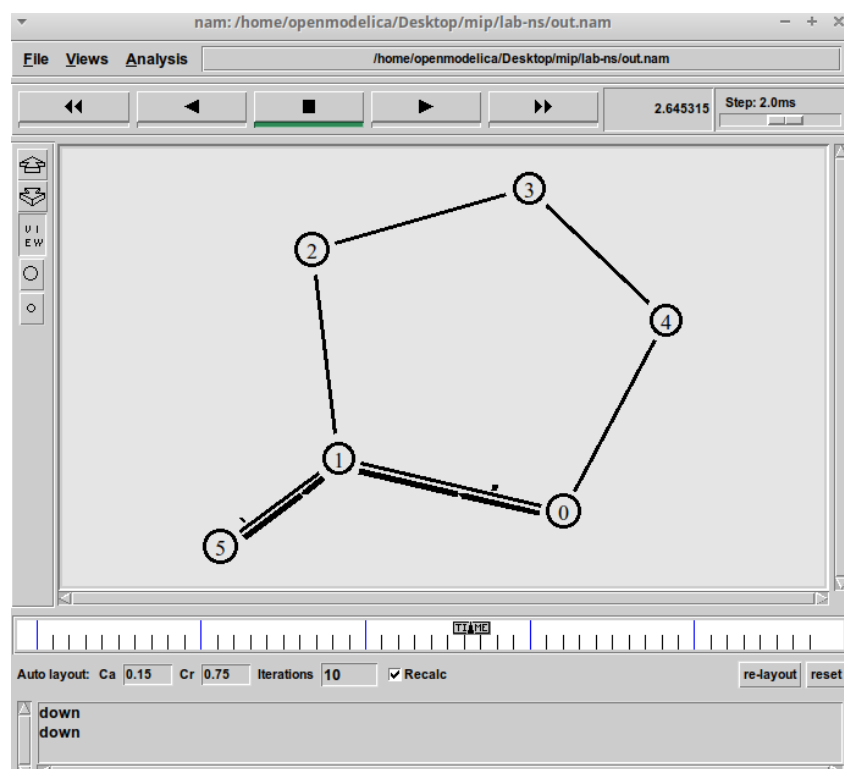 nam: /home/openmodelica/Desktop/mip/lab-ns/out.nam
File Views Analysis /home/openmodelica/Desktop/mip/lab-ns/out.nam
2.645315 Step: 2.0ms
VIEW
3
2
4
1
0
5
TIME
Auto layout: Ca 0.15 Cr 0.75 Iterations 10 Recalc re-layout reset
down
down